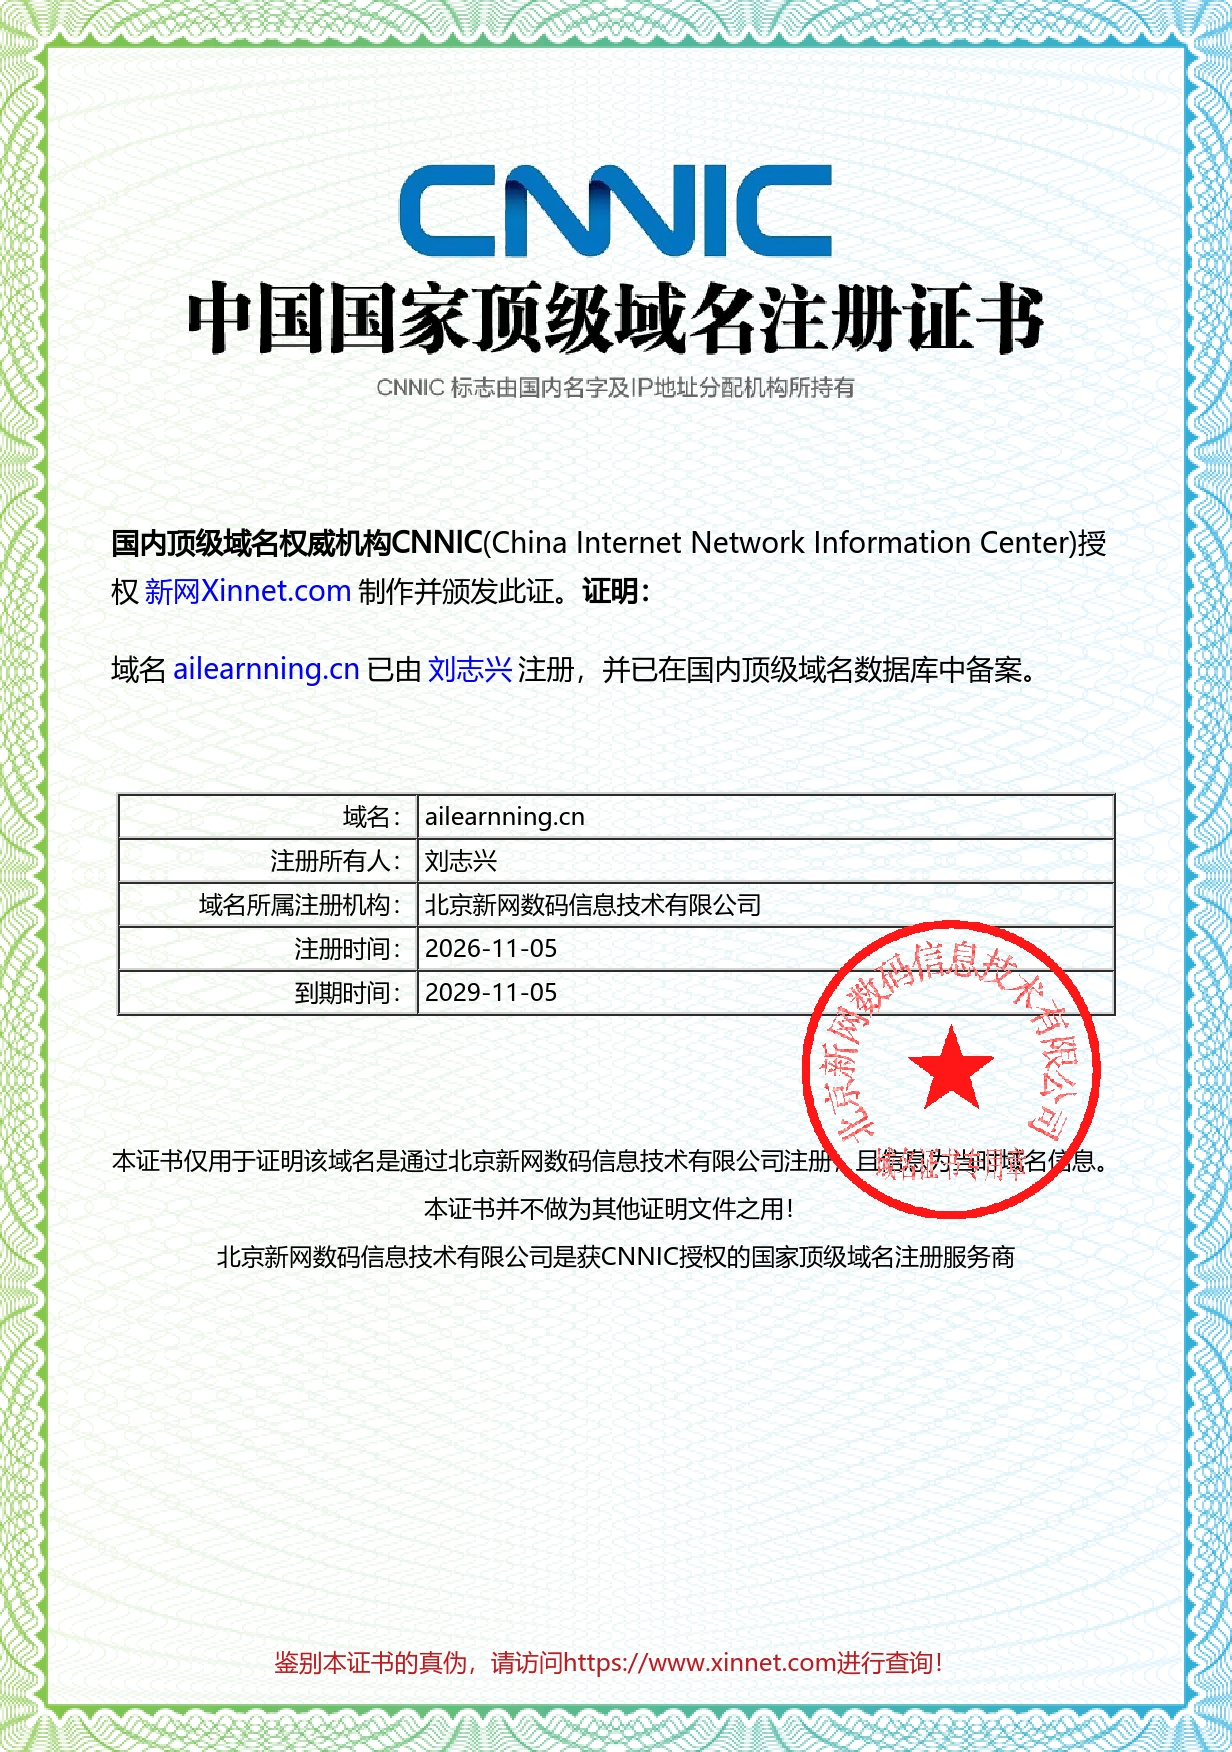 CNNIC
中国国家顶级域名注册证书
CNNIC 标志由国内名字及IP地址分配机构所持有
国内顶级域名权威机构CNNIC(China Internet Network Information Center)授
权 新网Xinnet.com 制作并颁发此证。证明：
域名 ailearnning.cn 已由 刘志兴 注册，并已在国内顶级域名数据库中备案。
域名： ailearnning.cn
注册所有人： 刘志兴
域名所属注册机构： 北京新网数码信息技术有限公司
注册时间： 2026-11-05
到期时间： 2029-11-05
北京新网数码信息技术有限公司
域名证书专用章
本证书仅用于证明该域名是通过北京新网数码信息技术有限公司注册，且 为当时域名信息。
本证书并不做为其他证明文件之用！
北京新网数码信息技术有限公司是获CNNIC授权的国家顶级域名注册服务商
鉴别本证书的真伪，请访问https://www.xinnet.com进行查询！